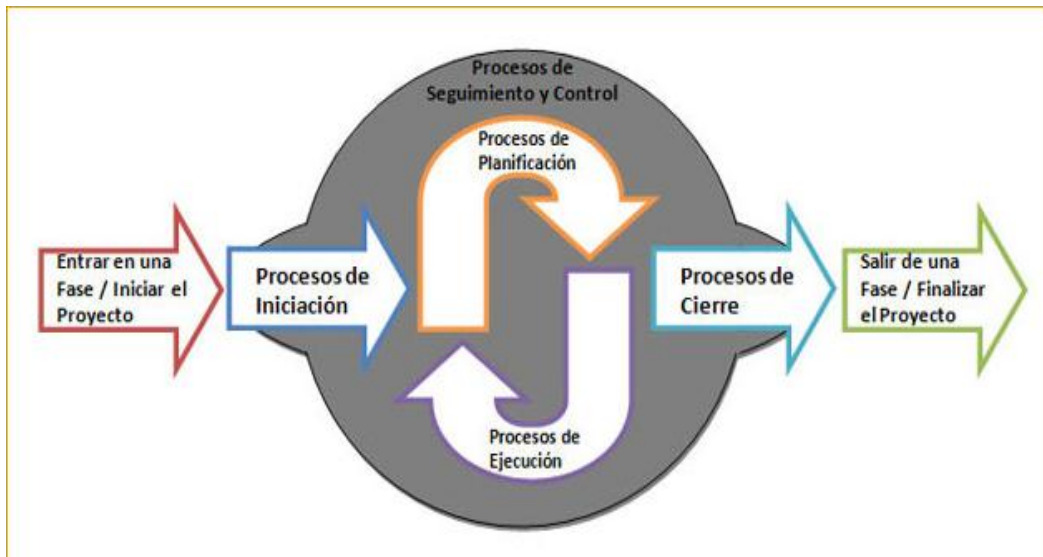 Procesos de
Seguimiento y Control
Procesos de
Planificación
Entrar en una
Fase / Iniciar el
Proyecto
Procesos de
Iniciación
Procesos de
Cierre
Salir de una
Fase / Finalizar
el Proyecto
Procesos de
Ejecución